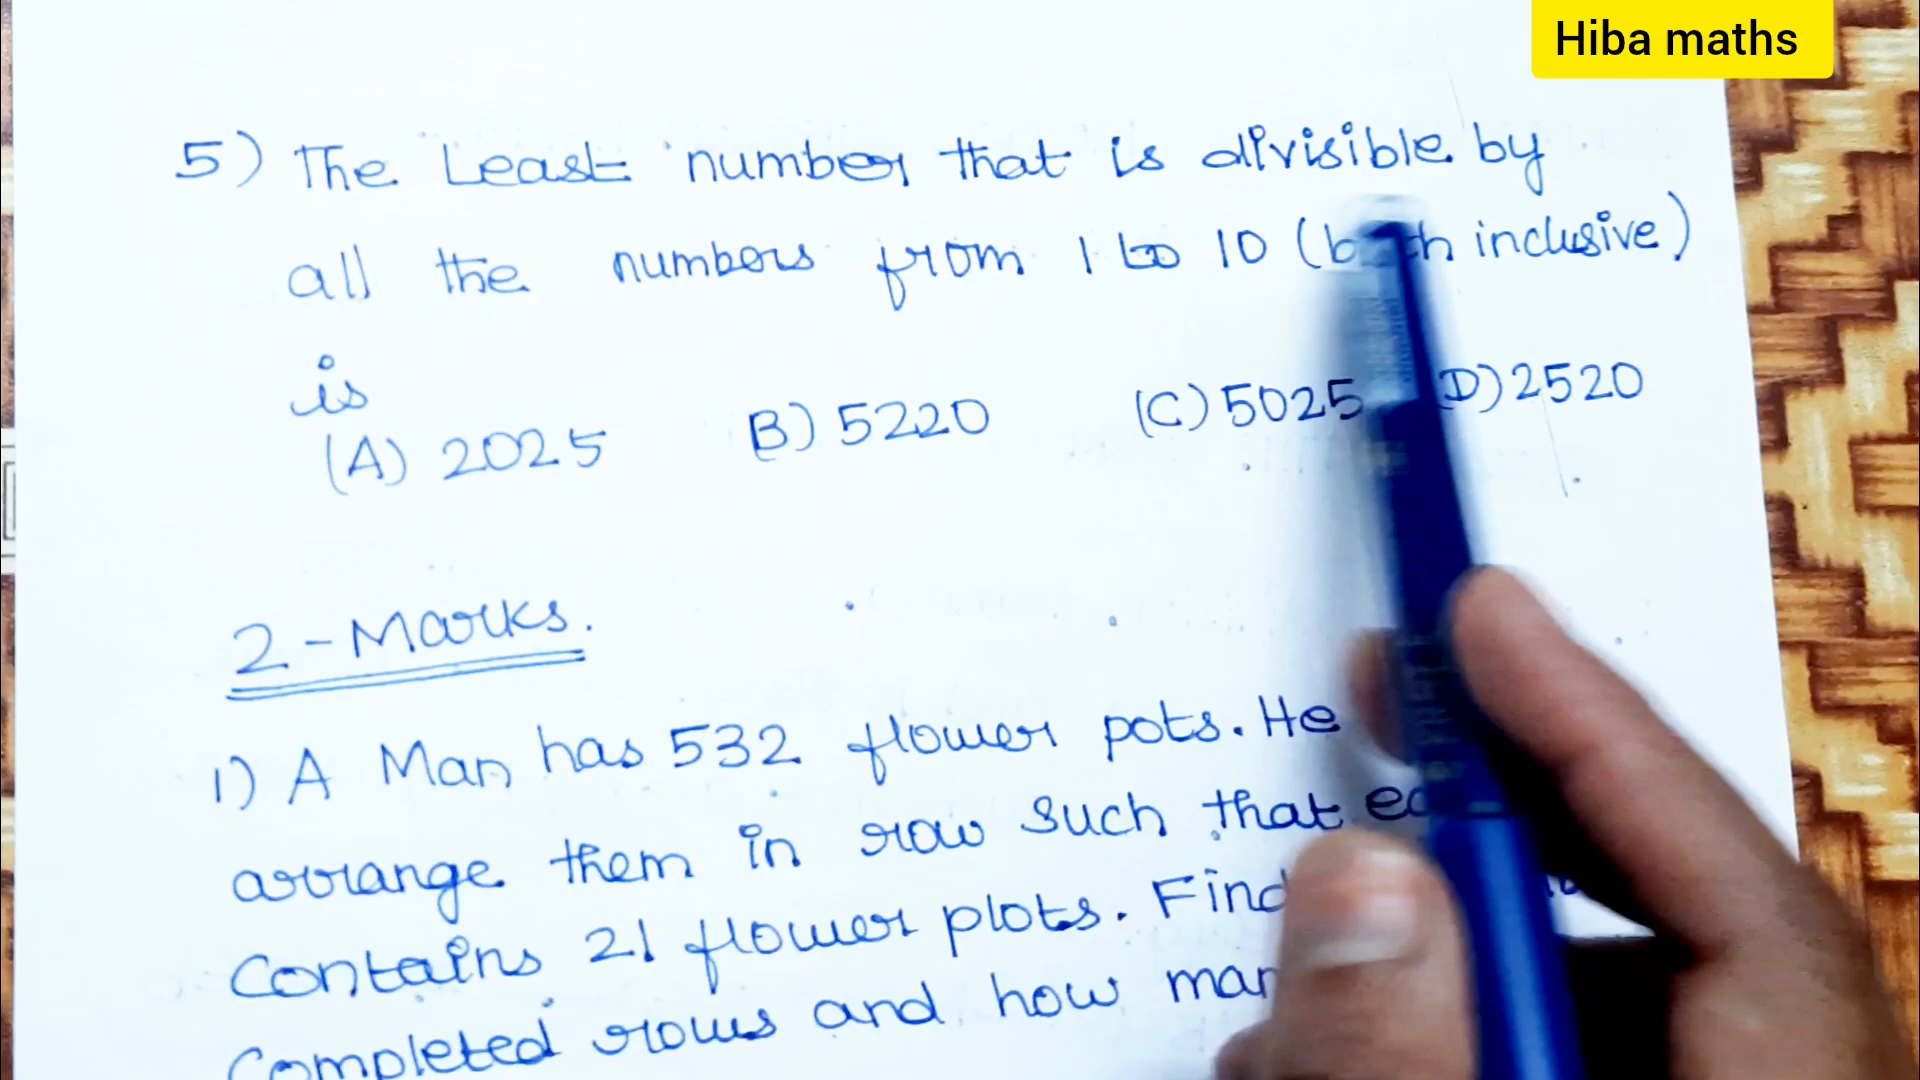 Hiba maths
5) The Least number that is divisible by
all the numbers from 1 to 10 (both inclusive)
is
(A) 2025 B) 5220 (C) 5025 (D) 2520
2-Marks.
1) A Man has 532 flower pots. He
arrange them in row such that
Contains 21 flower plots. Find
Completed rows and how